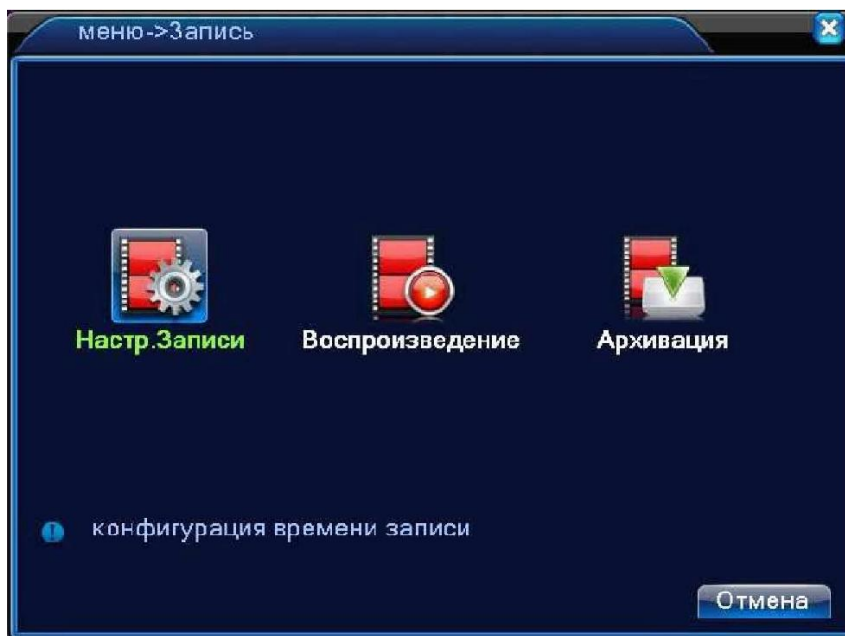 меню->Запись
Настр.Записи
Воспроизведение
Архивация
конфигурация времени записи
Отмена